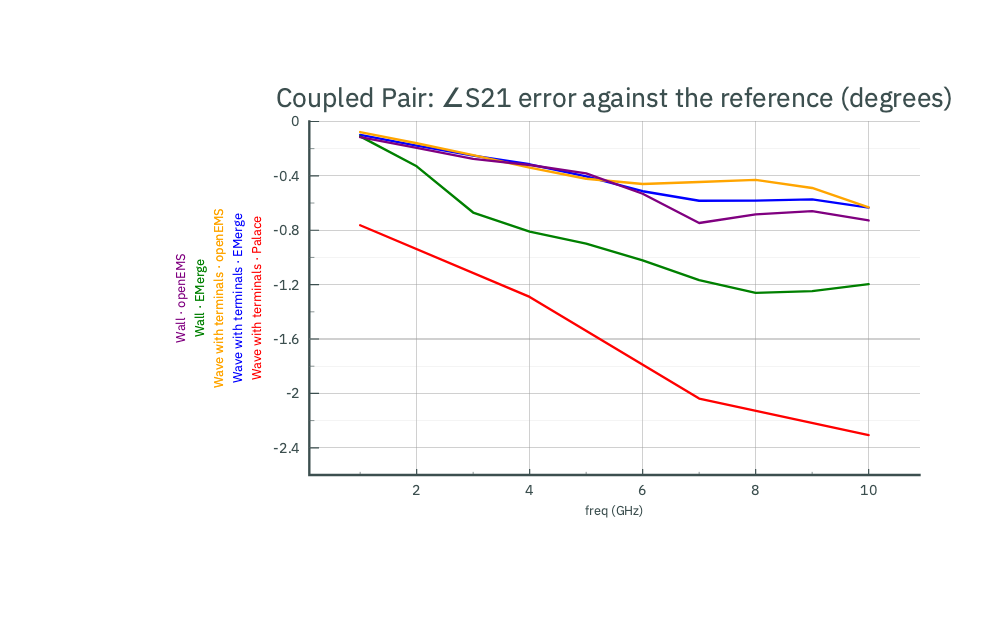 Coupled Pair: ∠S21 error against the reference (degrees)
Wall · openEMS
Wall · EMerge
Wave with terminals · openEMS
Wave with terminals · EMerge
Wave with terminals · Palace
0
-0.4
-0.8
-1.2
-1.6
-2
-2.4
2
4
6
8
10
freq (GHz)